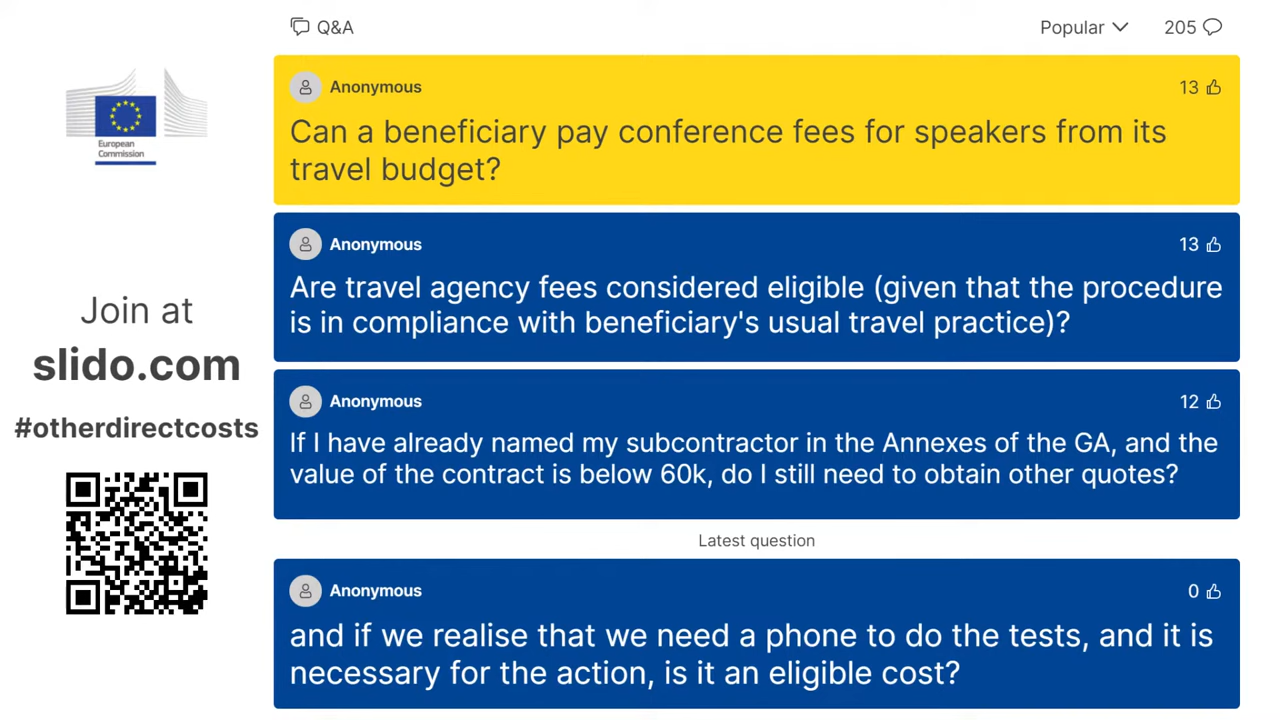 Q&A
Popular
205
European
Commission
Join at
slido.com
#otherdirectcosts
Anonymous
13
Can a beneficiary pay conference fees for speakers from its
travel budget?
Anonymous
13
Are travel agency fees considered eligible (given that the procedure
is in compliance with beneficiary's usual travel practice)?
Anonymous
12
If I have already named my subcontractor in the Annexes of the GA, and the
value of the contract is below 60k, do I still need to obtain other quotes?
Latest question
Anonymous
0
and if we realise that we need a phone to do the tests, and it is
necessary for the action, is it an eligible cost?